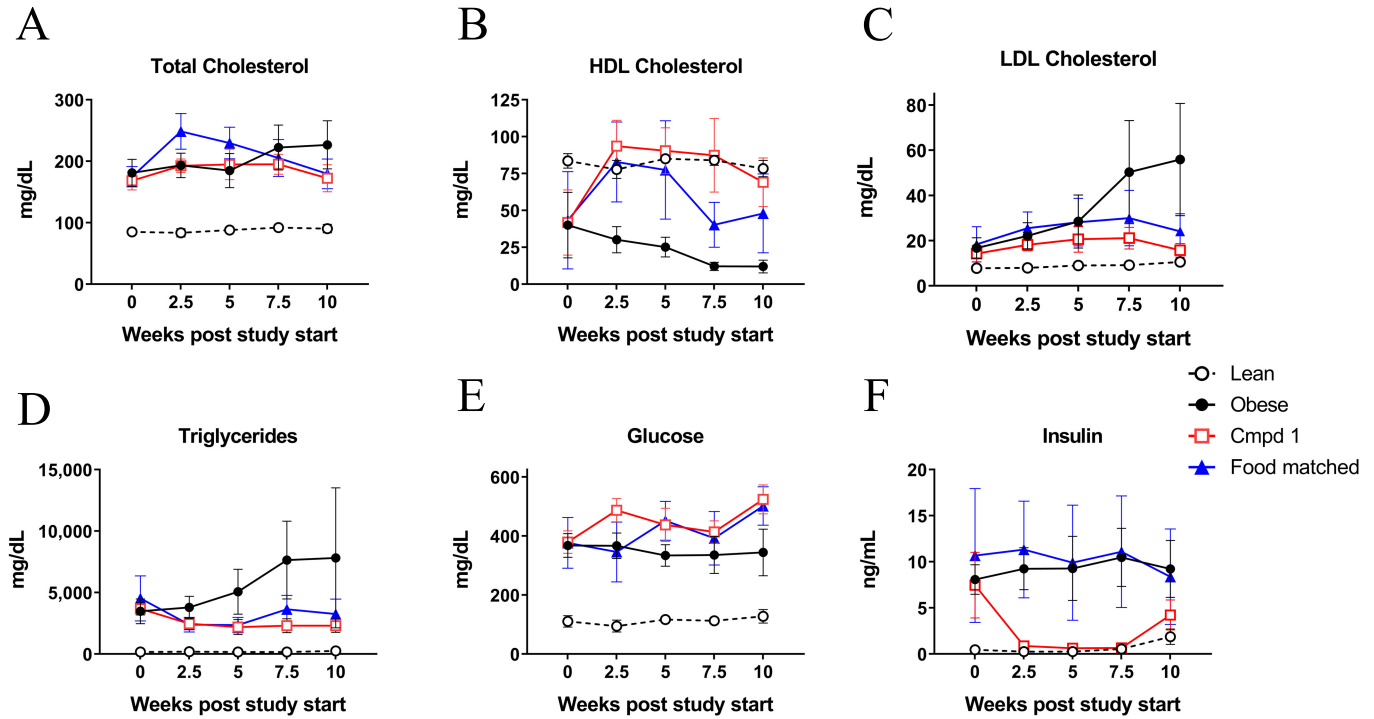 A
B
C
Total Cholesterol
HDL Cholesterol
LDL Cholesterol
mg/dL
300
200
100
0
0 2.5 5 7.5 10
Weeks post study start
mg/dL
125
100
75
50
25
0
0 2.5 5 7.5 10
Weeks post study start
mg/dL
80
60
40
20
0
0 2.5 5 7.5 10
Weeks post study start
Lean
Obese
Cmpd 1
Food matched
D
E
F
Triglycerides
Glucose
Insulin
mg/dL
15,000
10,000
5,000
0
0 2.5 5 7.5 10
Weeks post study start
mg/dL
600
400
200
0
0 2.5 5 7.5 10
Weeks post study start
ng/mL
20
15
10
5
0
0 2.5 5 7.5 10
Weeks post study start